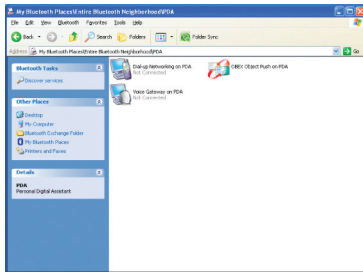 My Bluetooth Places\Entire Bluetooth Neighborhood\PDA
File Edit View Bluetooth Favorites Tools Help
Back Search Folders Folder Sync
Address My Bluetooth Places\Entire Bluetooth Neighborhood\PDA Go
Bluetooth Tasks
Discover services
Other Places
Desktop
My Computer
Bluetooth Exchange Folder
My Bluetooth Places
Printers and Faxes
Details
PDA
Personal Digital Assistant
Dial-up Networking on PDA
Not Connected
OBEX Object Push on PDA
Voice Gateway on PDA
Not Connected